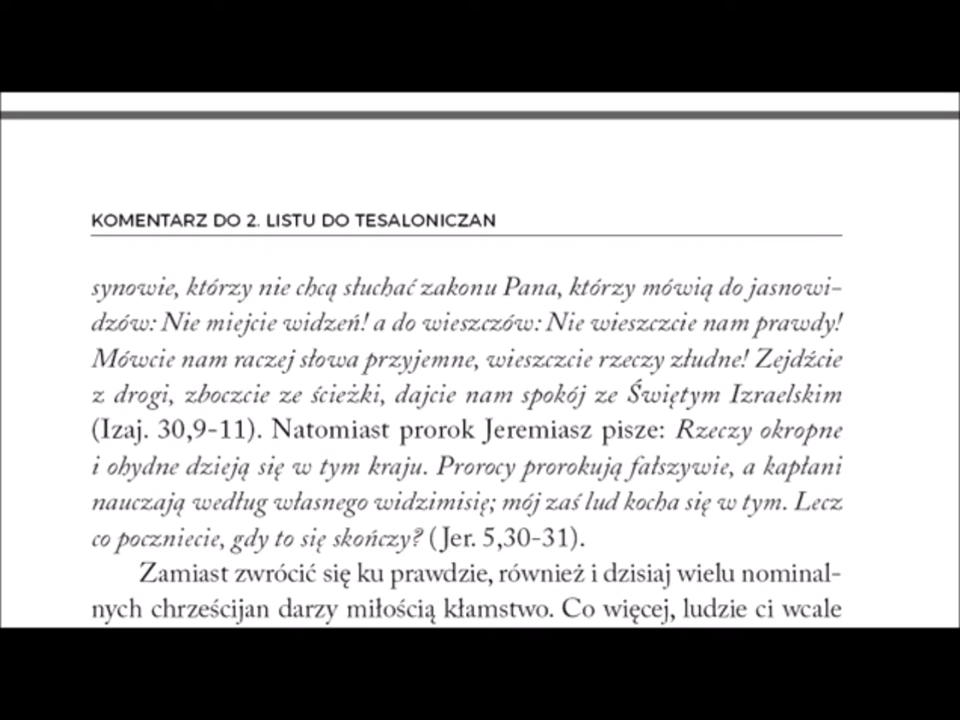 KOMENTARZ DO 2. LISTU DO TESALONICZAN
synowie, którzy nie chcą słuchać zakonu Pana, którzy mówią do jasnowi-
dzów: Nie miejcie widzeń! a do wieszczów: Nie wieszczcie nam prawdy!
Mówcie nam raczej słowa przyjemne, wieszczcie rzeczy złudne! Zejdźcie
z drogi, zboczcie ze ścieżki, dajcie nam spokój ze Świętym Izraelskim
(Izaj. 30,9-11). Natomiast prorok Jeremiasz pisze: Rzeczy okropne
i ohydne dzieją się w tym kraju. Prorocy prorokują fałszywie, a kapłani
nauczają według własnego widzimisię; mój zaś lud kocha się w tym. Lecz
co poczniecie, gdy to się skończy? (Jer. 5,30-31).
Zamiast zwrócić się ku prawdzie, również i dzisiaj wielu nominal-
nych chrześcijan darzy miłością kłamstwo. Co więcej, ludzie ci wcale